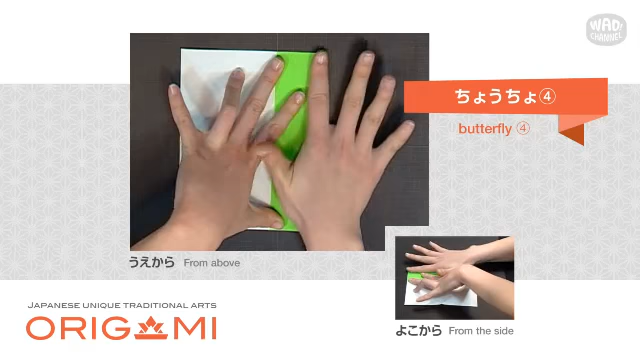 WAD!
CHANNEL
ちょうちょ④
butterfly ④
うえから From above
よこから From the side
JAPANESE UNIQUE TRADITIONAL ARTS
ORIGAMI